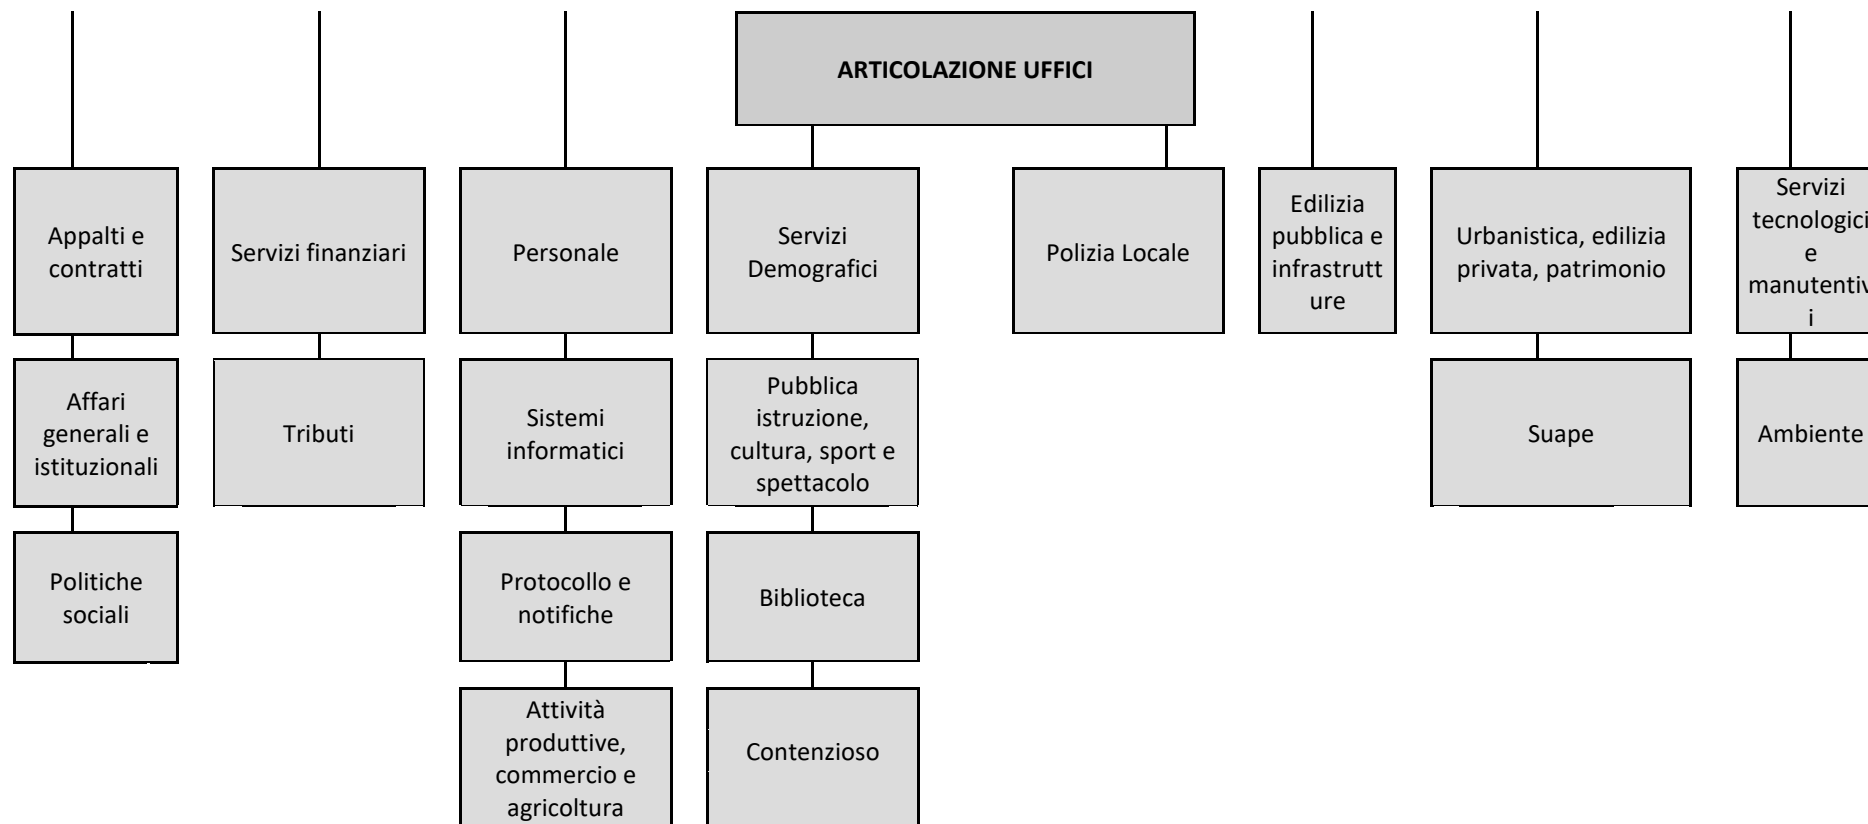 ARTICOLAZIONE UFFICI
Appalti e
contratti
Servizi finanziari
Personale
Servizi
Demografici
Polizia Locale
Edilizia
pubblica e
infrastrutt
ure
Urbanistica, edilizia
privata, patrimonio
Servizi
tecnologici
e
manutentiv
i
Affari
generali e
istituzionali
Tributi
Sistemi
informatici
Pubblica
istruzione,
cultura, sport e
spettacolo
Suape
Ambiente
Politiche
sociali
Protocollo e
notifiche
Biblioteca
Attività
produttive,
commercio e
agricoltura
Contenzioso